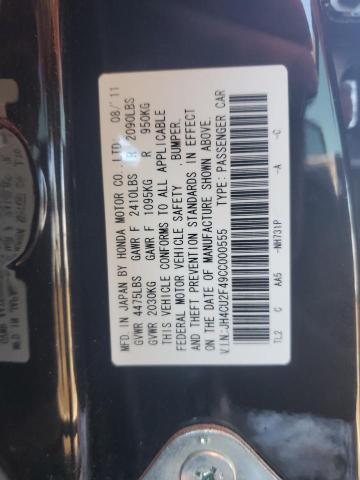 MFD. IN JAPAN BY HONDA MOTOR CO., LTD. 08/'11
GVWR 4475LBS GAWR F 2410LBS R 2090LBS
GVWR 2030KG GAWR F 1095KG R 950KG
THIS VEHICLE CONFORMS TO ALL APPLICABLE
FEDERAL MOTOR VEHICLE SAFETY, BUMPER,
AND THEFT PREVENTION STANDARDS IN EFFECT
ON THE DATE OF MANUFACTURE SHOWN ABOVE.
V.I.N:JH4CU2F49CC000555 TYPE:PASSENGER CAR
TL2 C AA5 -NH731P -A -C